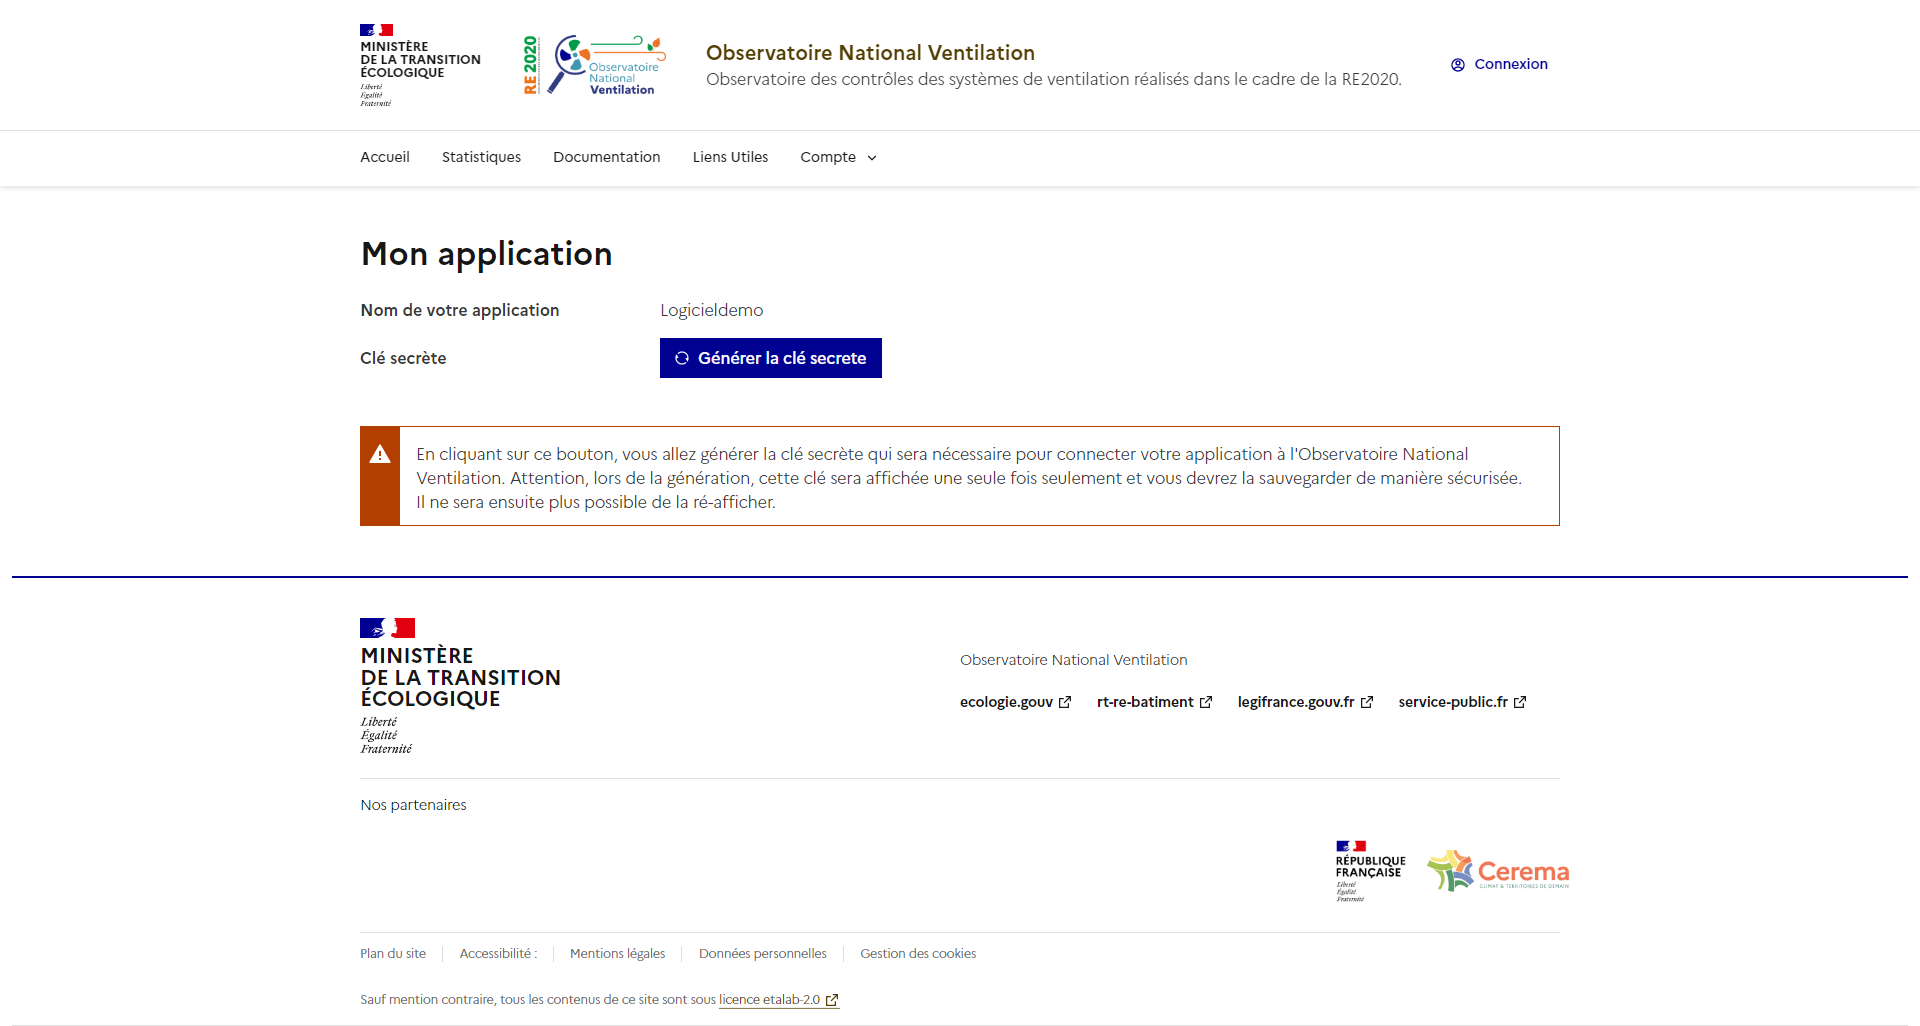 MINISTÈRE
DE LA TRANSITION
ÉCOLOGIQUE
Liberté
Égalité
Fraternité
RE2020
Observatoire
National
Ventilation
Observatoire National Ventilation
Observatoire des contrôles des systèmes de ventilation réalisés dans le cadre de la RE2020.
Connexion
Accueil Statistiques Documentation Liens Utiles Compte
Mon application
Nom de votre application Logicieldemo
Clé secrète Générer la clé secrete
En cliquant sur ce bouton, vous allez générer la clé secrète qui sera nécessaire pour connecter votre application à l'Observatoire National
Ventilation. Attention, lors de la génération, cette clé sera affichée une seule fois seulement et vous devrez la sauvegarder de manière sécurisée.
Il ne sera ensuite plus possible de la ré-afficher.
MINISTÈRE
DE LA TRANSITION
ÉCOLOGIQUE
Liberté
Égalité
Fraternité
Observatoire National Ventilation
ecologie.gouv rt-re-batiment legifrance.gouv.fr service-public.fr
Nos partenaires
RÉPUBLIQUE
FRANÇAISE
Liberté
Égalité
Fraternité
Cerema
CLIMAT & TERRITOIRES DE DEMAIN
Plan du site Accessibilité : Mentions légales Données personnelles Gestion des cookies
Sauf mention contraire, tous les contenus de ce site sont sous licence etalab-2.0